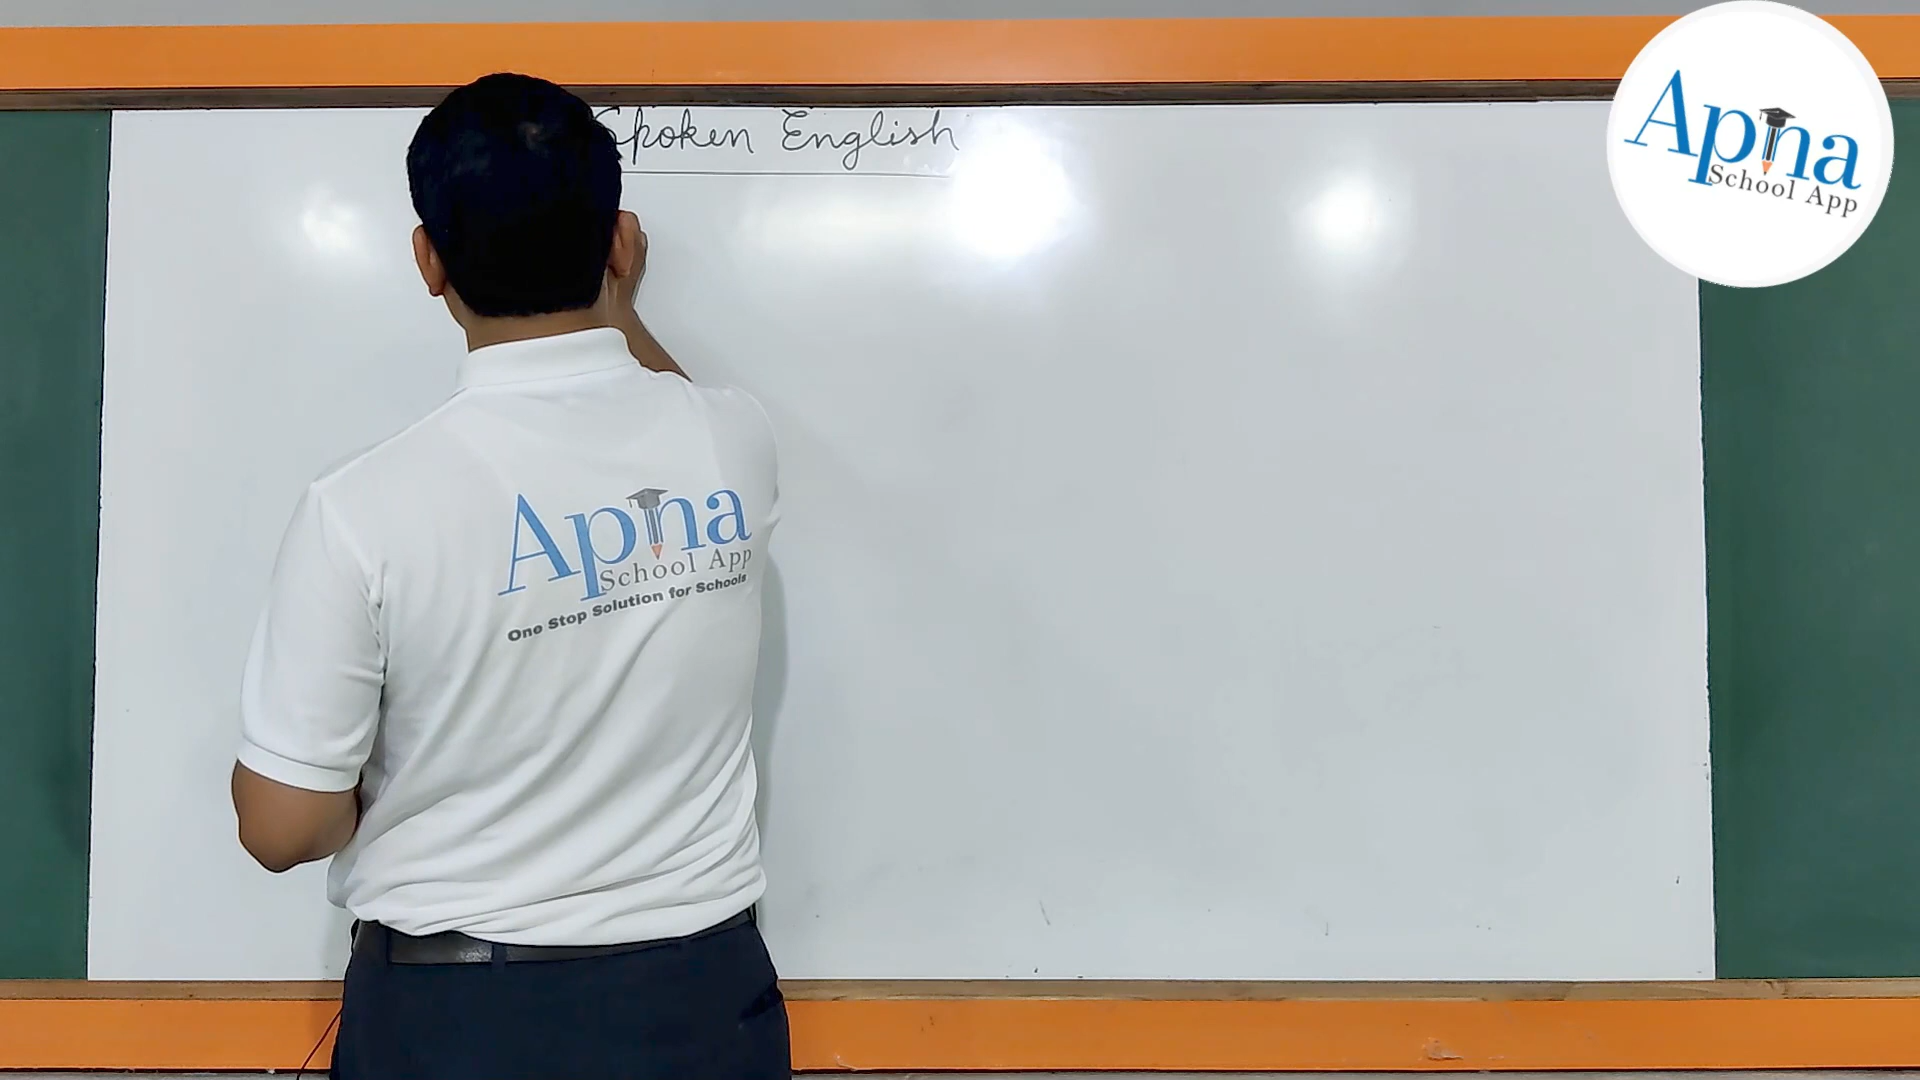 Spoken English
Apna
School App
Apna
School App
One Stop Solution for Schools